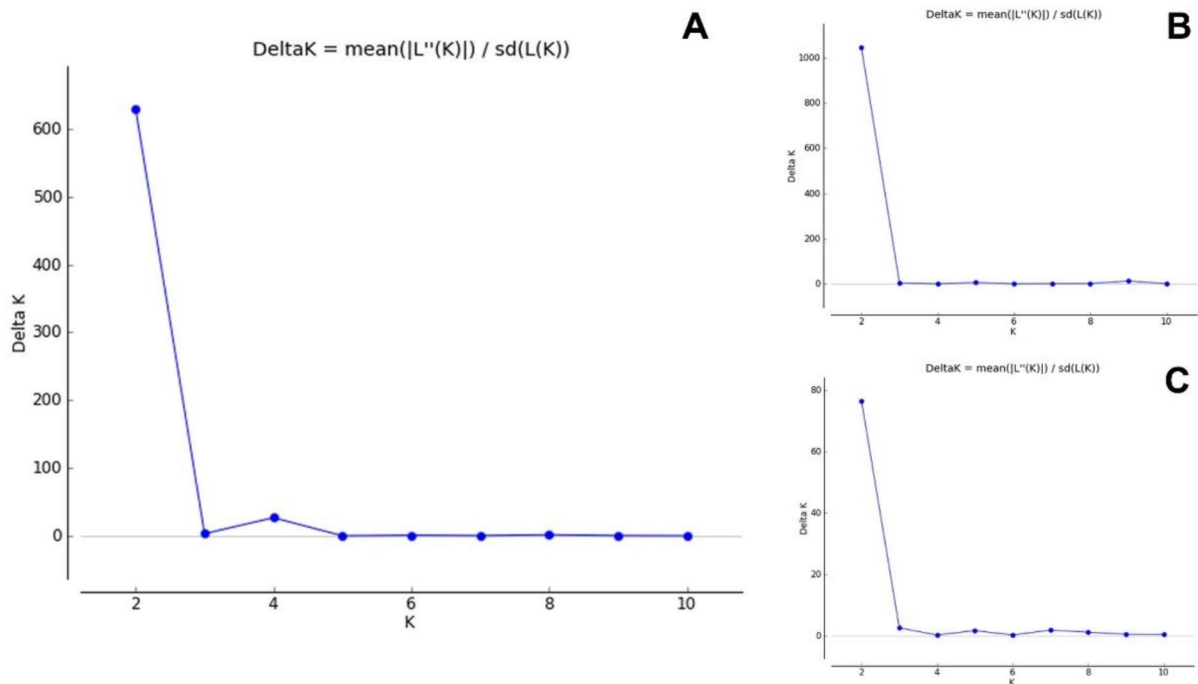 A
DeltaK = mean(|L''(K)|) / sd(L(K))
600
500
400
300
200
100
0
Delta K
2 4 6 8 10
K
B
DeltaK = mean(|L''(K)|) / sd(L(K))
1000
800
600
400
200
0
Delta K
2 4 6 8 10
K
C
DeltaK = mean(|L''(K)|) / sd(L(K))
80
60
40
20
0
Delta K
2 4 6 8 10
K